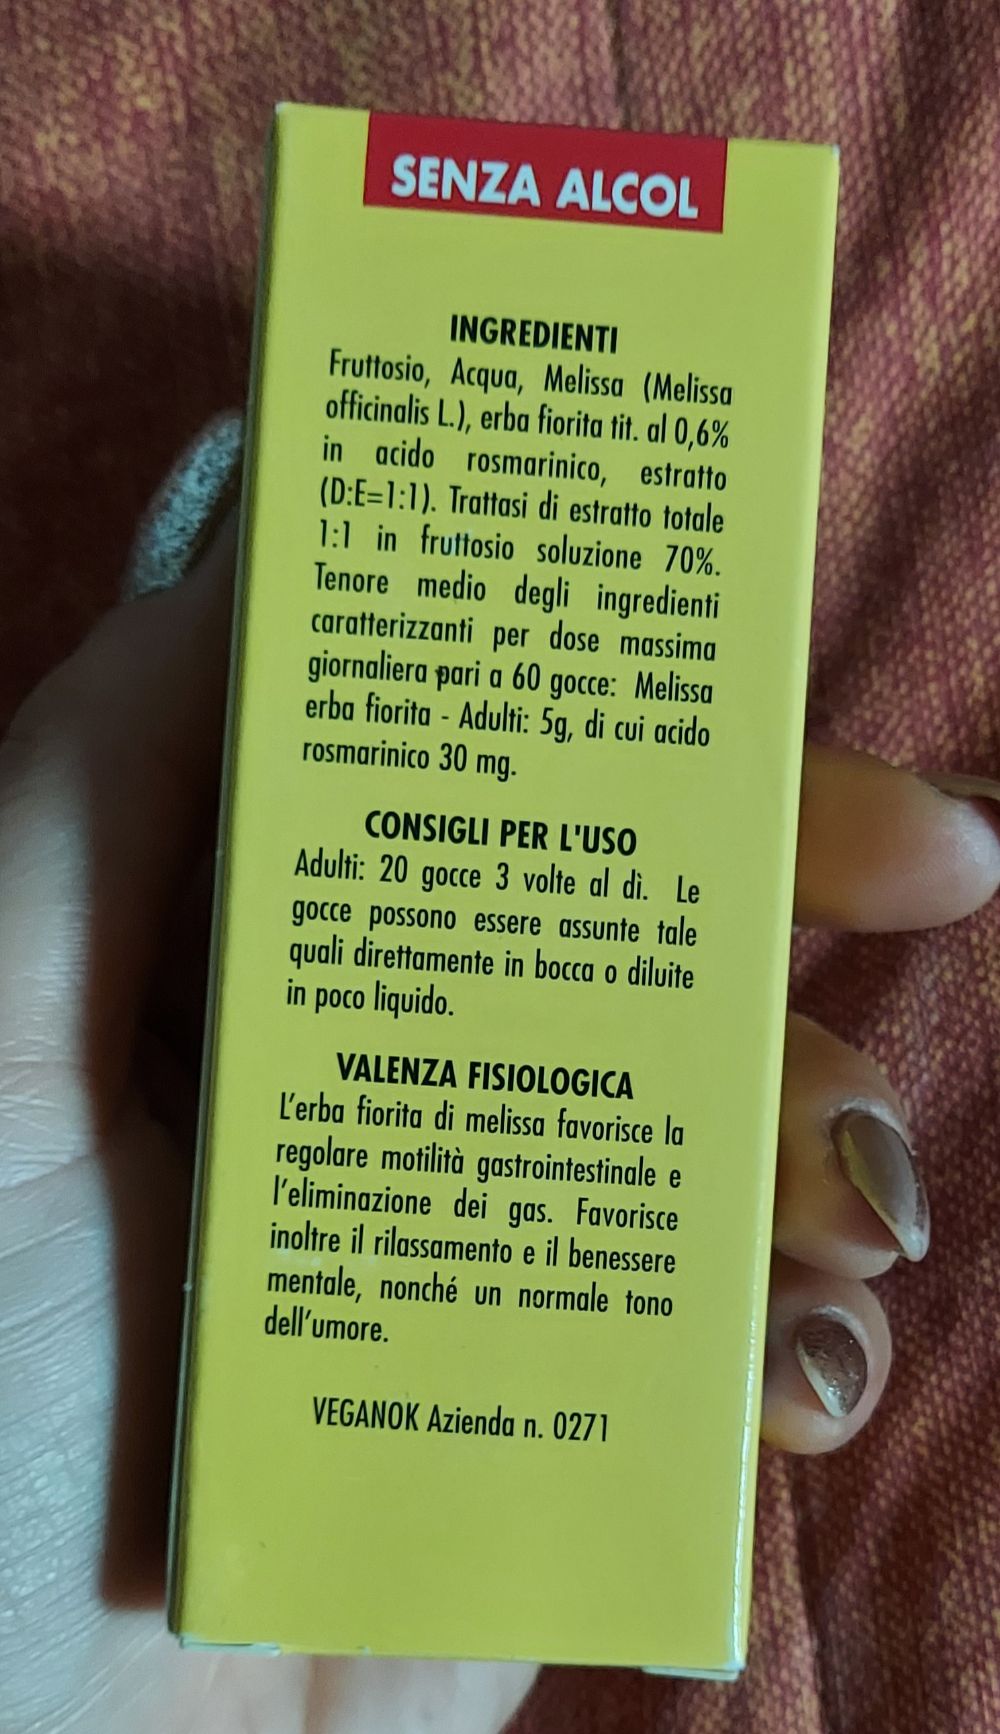 SENZA ALCOL
INGREDIENTI
Fruttosio, Acqua, Melissa (Melissa
officinalis L.), erba fiorita tit. al 0,6%
in acido rosmarinico, estratto
(D:E=1:1). Trattasi di estratto totale
1:1 in fruttosio soluzione 70%.
Tenore medio degli ingredienti
caratterizzanti per dose massima
giornaliera pari a 60 gocce: Melissa
erba fiorita - Adulti: 5g, di cui acido
rosmarinico 30 mg.
CONSIGLI PER L'USO
Adulti: 20 gocce 3 volte al dì. Le
gocce possono essere assunte tale
quali direttamente in bocca o diluite
in poco liquido.
VALENZA FISIOLOGICA
L'erba fiorita di melissa favorisce la
regolare motilità gastrointestinale e
l'eliminazione dei gas. Favorisce
inoltre il rilassamento e il benessere
mentale, nonché un normale tono
dell'umore.
VEGANOK Azienda n. 0271